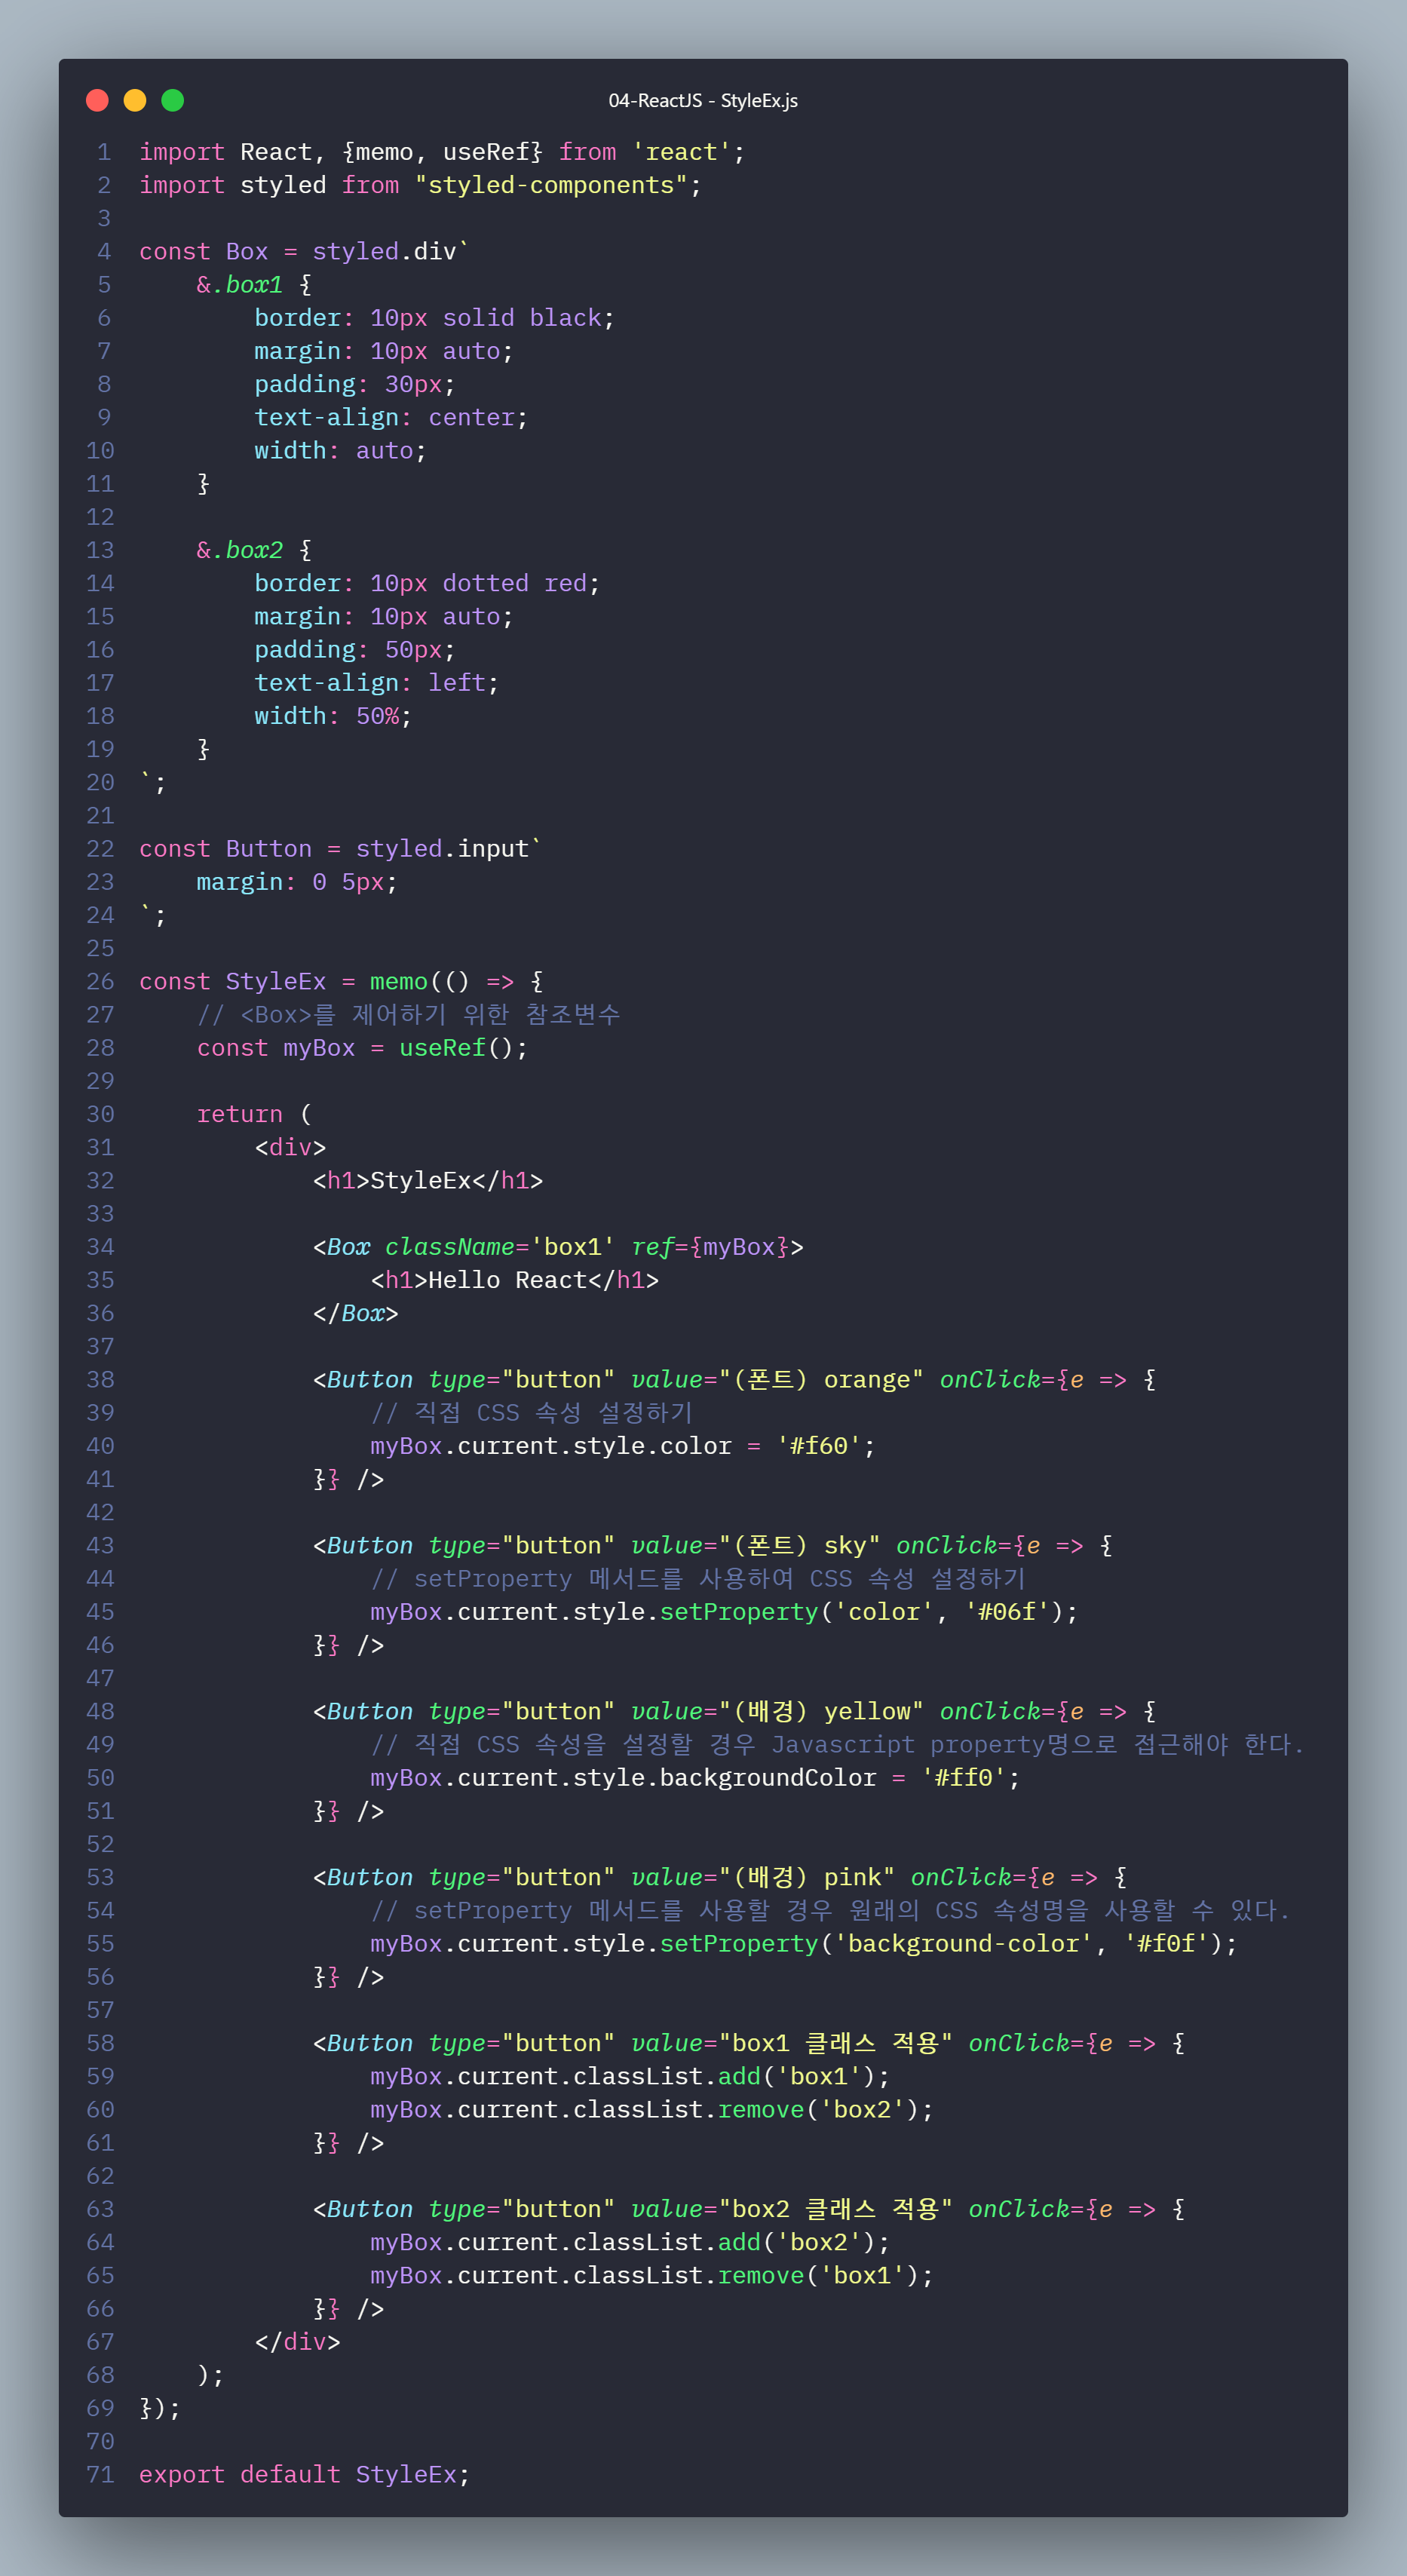 04-ReactJS - StyleEx.js
1 import React, {memo, useRef} from 'react';
2 import styled from "styled-components";
3
4 const Box = styled.div`
5     &.box1 {
6         border: 10px solid black;
7         margin: 10px auto;
8         padding: 30px;
9         text-align: center;
10         width: auto;
11     }
12
13     &.box2 {
14         border: 10px dotted red;
15         margin: 10px auto;
16         padding: 50px;
17         text-align: left;
18         width: 50%;
19     }
20 `;
21
22 const Button = styled.input`
23     margin: 0 5px;
24 `;
25
26 const StyleEx = memo(() => {
27     // <Box>를 제어하기 위한 참조변수
28     const myBox = useRef();
29
30     return (
31         <div>
32             <h1>StyleEx</h1>
33
34             <Box className='box1' ref={myBox}>
35                 <h1>Hello React</h1>
36             </Box>
37
38             <Button type="button" value="(폰트) orange" onClick={e => {
39                 // 직접 CSS 속성 설정하기
40                 myBox.current.style.color = '#f60';
41             }} />
42
43             <Button type="button" value="(폰트) sky" onClick={e => {
44                 // setProperty 메서드를 사용하여 CSS 속성 설정하기
45                 myBox.current.style.setProperty('color', '#06f');
46             }} />
47
48             <Button type="button" value="(배경) yellow" onClick={e => {
49                 // 직접 CSS 속성을 설정할 경우 Javascript property명으로 접근해야 한다.
50                 myBox.current.style.backgroundColor = '#ff0';
51             }} />
52
53             <Button type="button" value="(배경) pink" onClick={e => {
54                 // setProperty 메서드를 사용할 경우 원래의 CSS 속성명을 사용할 수 있다.
55                 myBox.current.style.setProperty('background-color', '#f0f');
56             }} />
57
58             <Button type="button" value="box1 클래스 적용" onClick={e => {
59                 myBox.current.classList.add('box1');
60                 myBox.current.classList.remove('box2');
61             }} />
62
63             <Button type="button" value="box2 클래스 적용" onClick={e => {
64                 myBox.current.classList.add('box2');
65                 myBox.current.classList.remove('box1');
66             }} />
67         </div>
68     );
69 });
70
71 export default StyleEx;